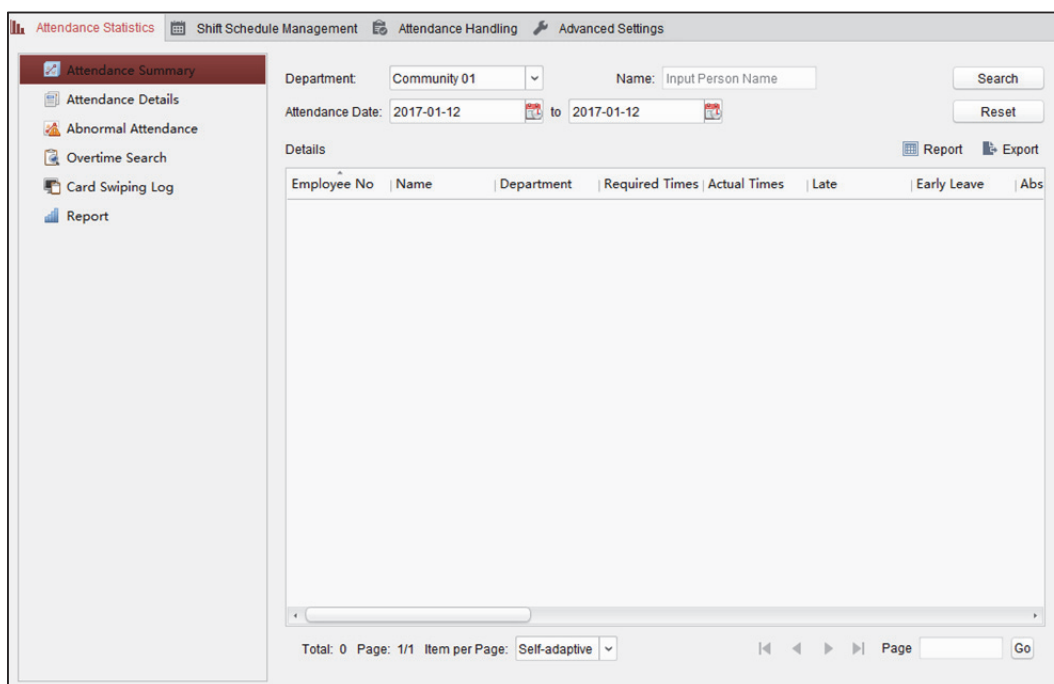 Attendance Statistics Shift Schedule Management Attendance Handling Advanced Settings
Attendance Summary
Attendance Details
Abnormal Attendance
Overtime Search
Card Swiping Log
Report
Department: Community 01 Name: Input Person Name Search
Attendance Date: 2017-01-12 to 2017-01-12 Reset
Details Report Export
Employee No Name Department Required Times Actual Times Late Early Leave Abs
Total: 0 Page: 1/1 Item per Page: Self-adaptive Page Go